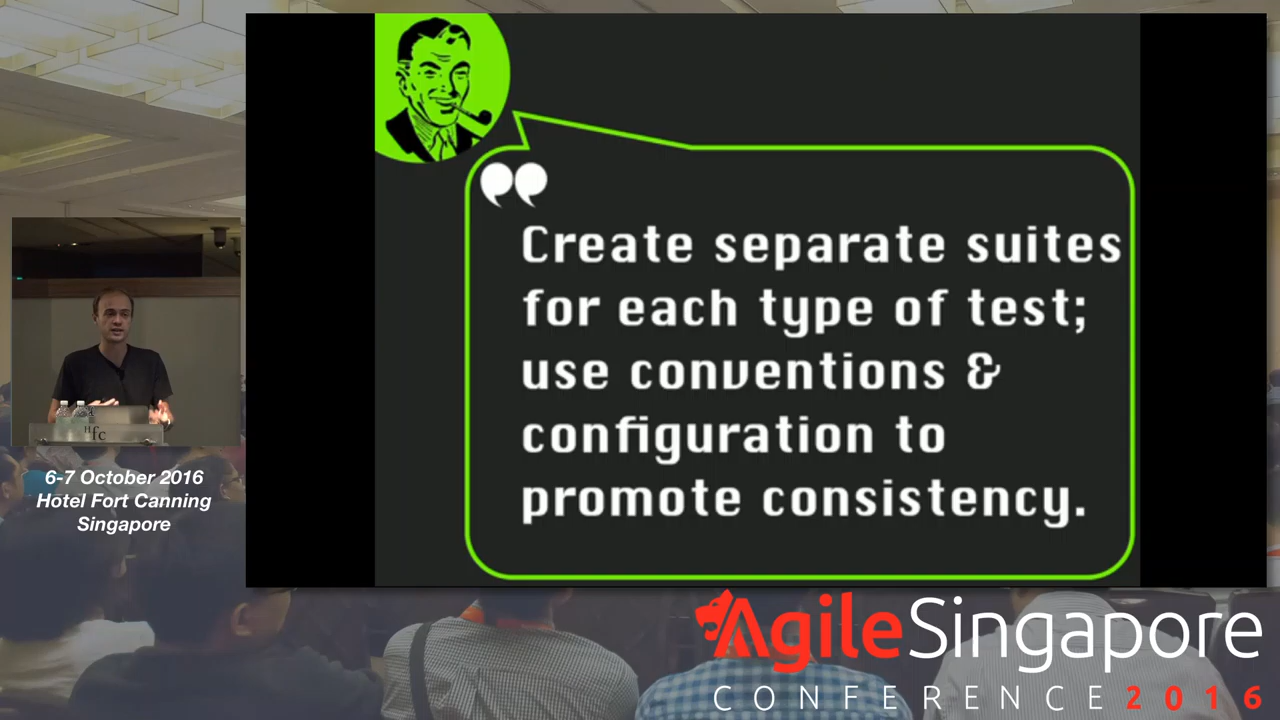 Create separate suites
for each type of test;
use conventions &
configuration to
promote consistency.
fc
6-7 October 2016
Hotel Fort Canning
Singapore
AgileSingapore
CONFERENCE 2016